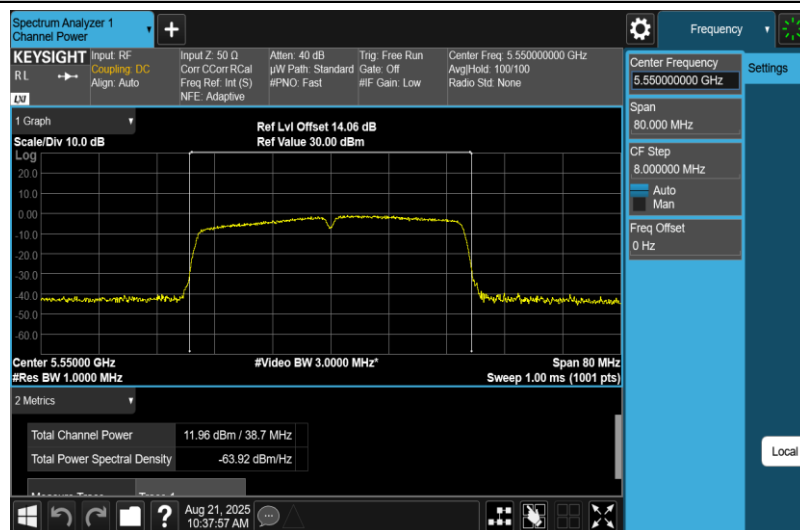 Spectrum Analyzer 1
Channel Power
+
Frequency
KEYSIGHT
RL
LXI
Input: RF
Coupling: DC
Align: Auto
Input Z: 50 Ω
Corr CCorr RCal
Freq Ref: Int (S)
NFE: Adaptive
Atten: 40 dB
µW Path: Standard
#PNO: Fast
Trig: Free Run
Gate: Off
#IF Gain: Low
Center Freq: 5.550000000 GHz
Avg|Hold: 100/100
Radio Std: None
Center Frequency
5.550000000 GHz
Settings
Span
80.000 MHz
CF Step
8.000000 MHz
Auto
Man
Freq Offset
0 Hz
1 Graph
Scale/Div 10.0 dB
Ref Lvl Offset 14.06 dB
Ref Value 30.00 dBm
Log
20.0
10.0
0.00
-10.0
-20.0
-30.0
-40.0
-50.0
-60.0
Center 5.55000 GHz
#Video BW 3.0000 MHz*
Span 80 MHz
#Res BW 1.0000 MHz
Sweep 1.00 ms (1001 pts)
2 Metrics
Total Channel Power 11.96 dBm / 38.7 MHz
Total Power Spectral Density -63.92 dBm/Hz
Local
?
Aug 21, 2025
10:37:57 AM